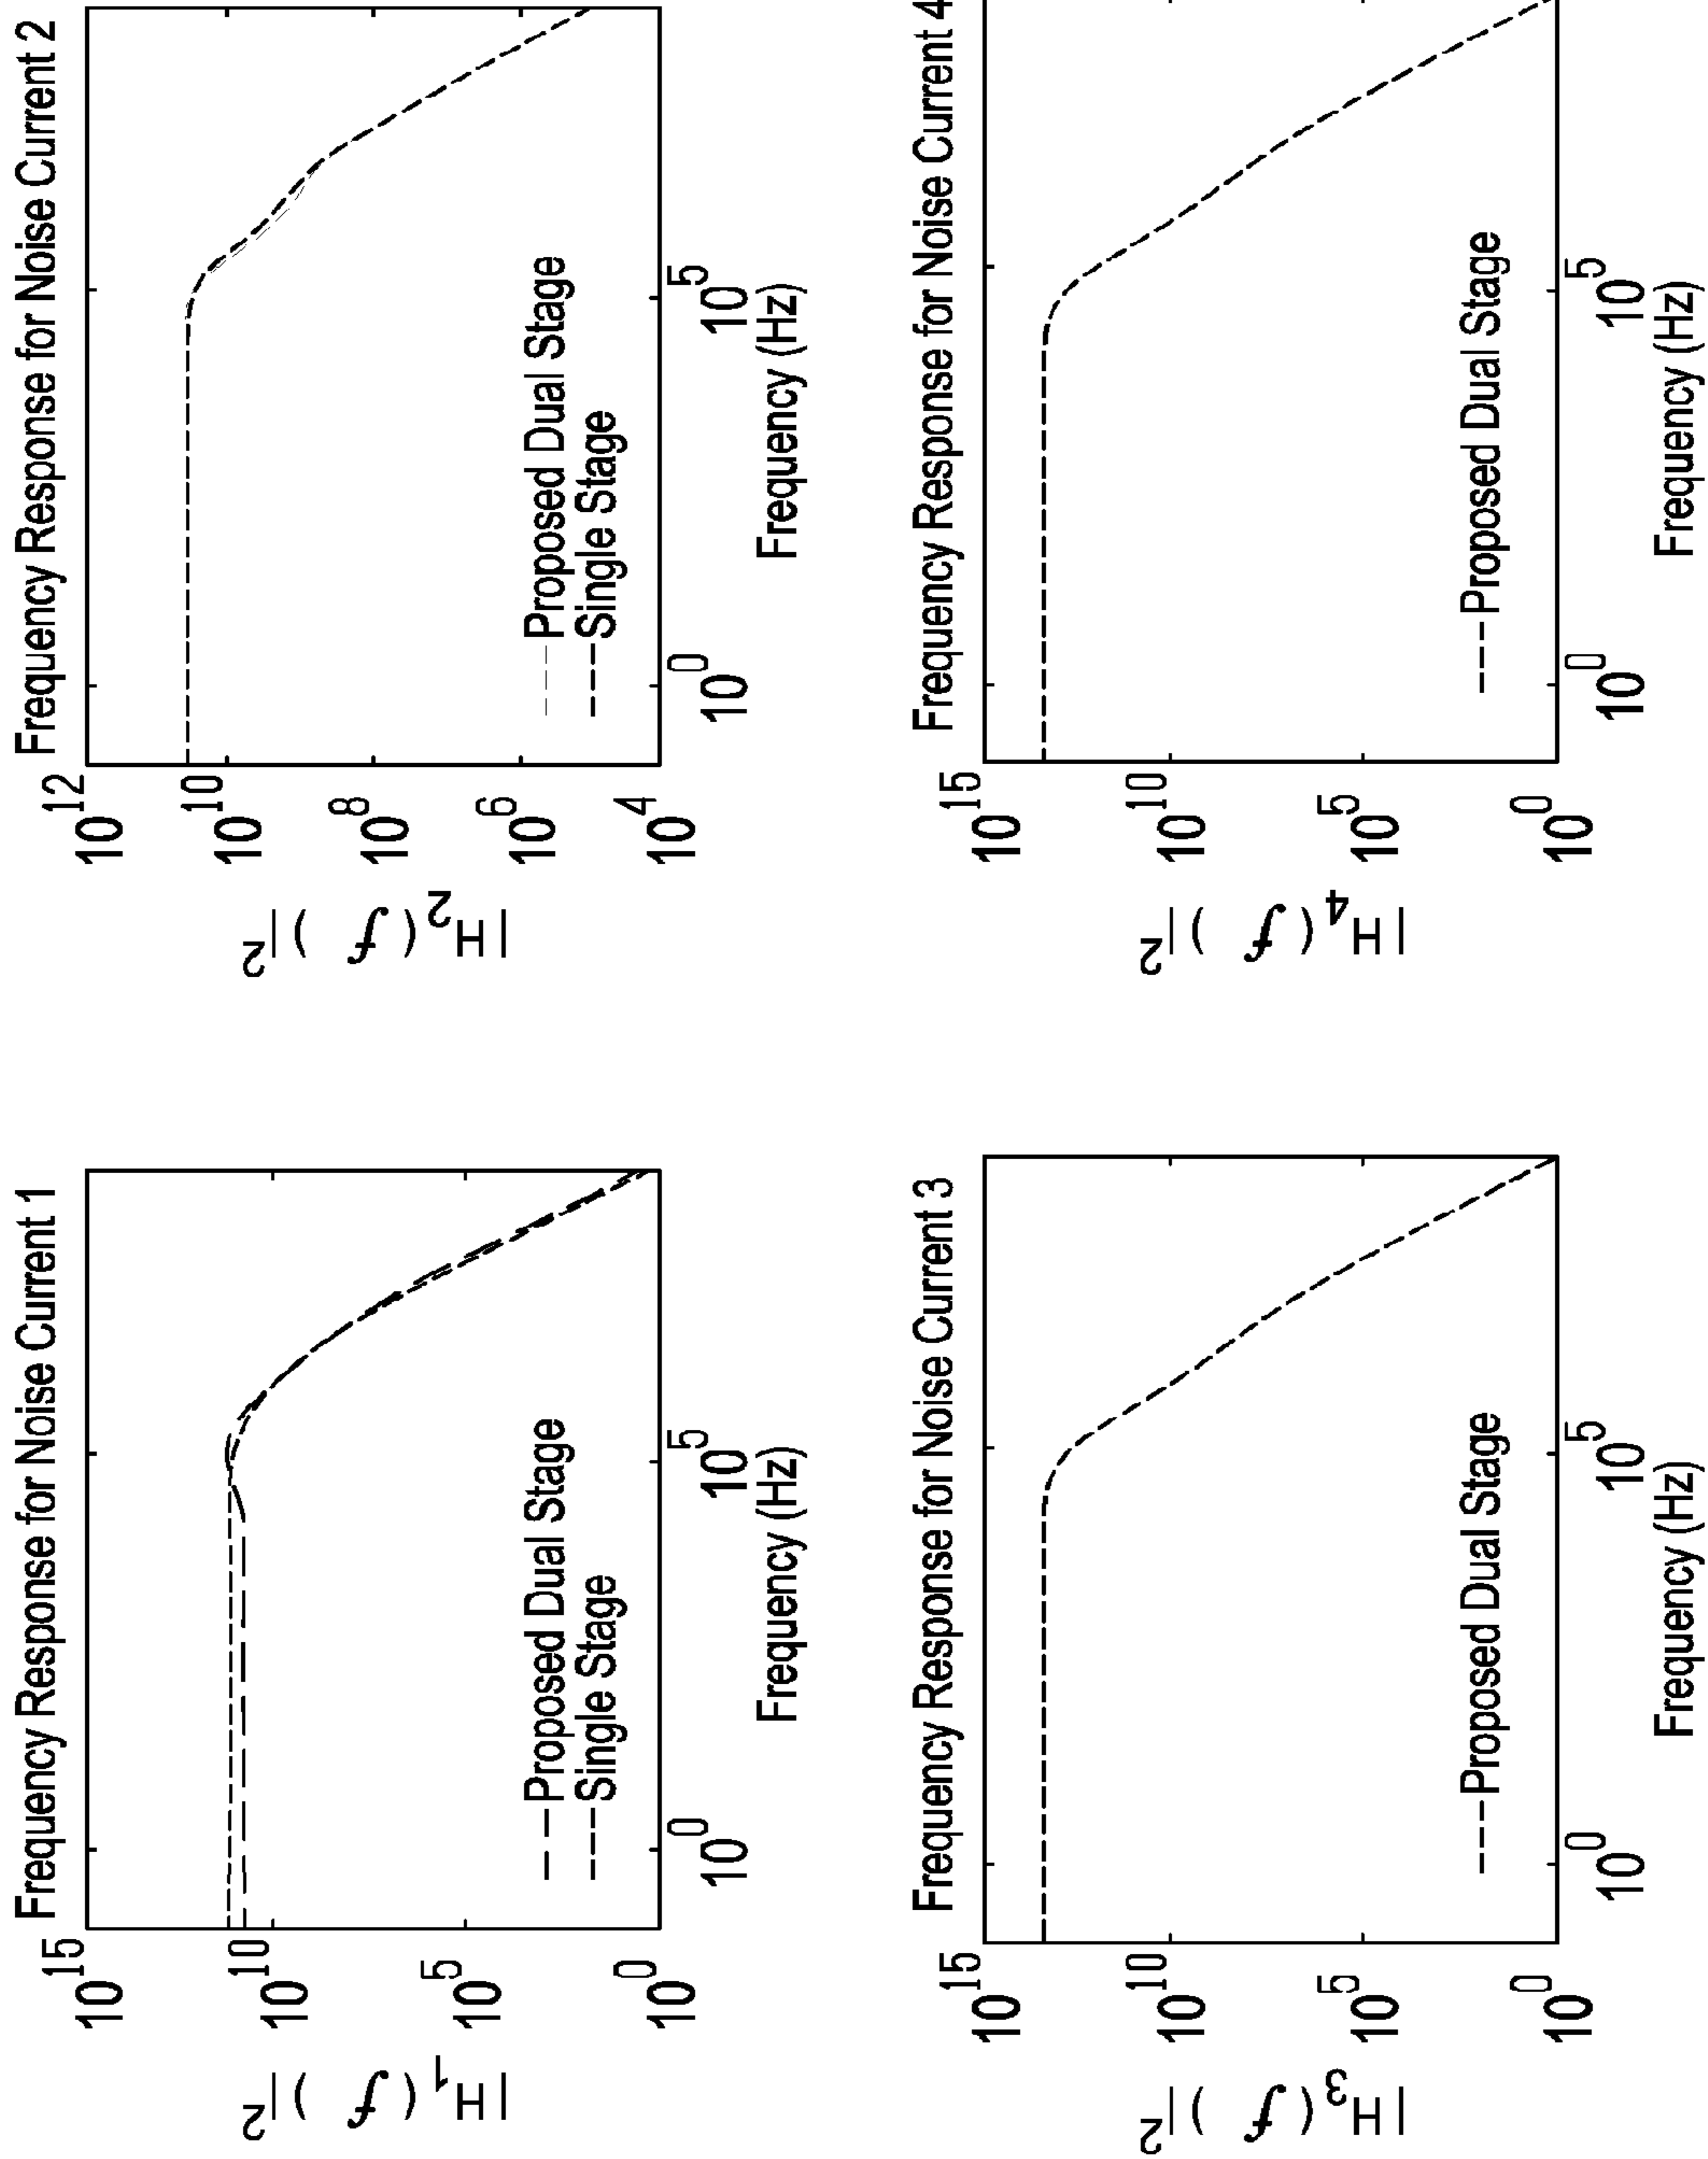 Frequency Response for Noise Current 1
|H1(f)|2
10 15
10 10
10 5
10 0
Proposed Dual Stage
Single Stage
10 0
10 5
Frequency (Hz)
Frequency Response for Noise Current 2
|H2(f)|2
10 12
10 10
10 8
10 6
10 4
Proposed Dual Stage
Single Stage
10 0
10 5
Frequency (Hz)
Frequency Response for Noise Current 3
|H3(f)|2
10 15
10 10
10 5
10 0
Proposed Dual Stage
10 0
10 5
Frequency (Hz)
Frequency Response for Noise Current 4
|H4(f)|2
10 15
10 10
10 5
10 0
Proposed Dual Stage
10 0
10 5
Frequency (Hz)